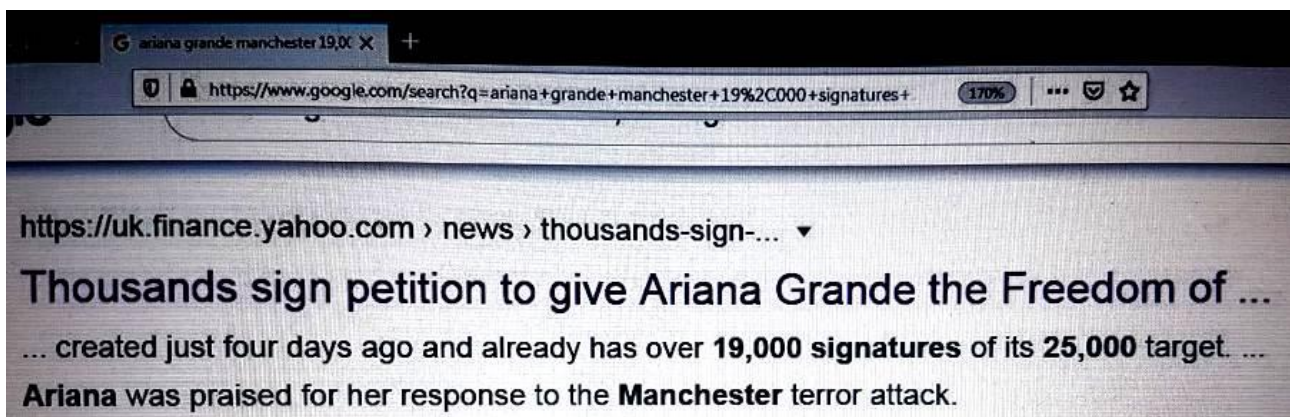 G ariana grande manchester 19,0
https://www.google.com/search?q=ariana+grande+manchester+19%2C000+signatures+ 170%
https://uk.finance.yahoo.com › news › thousands-sign-...
Thousands sign petition to give Ariana Grande the Freedom of ...
... created just four days ago and already has over 19,000 signatures of its 25,000 target. ...
Ariana was praised for her response to the Manchester terror attack.